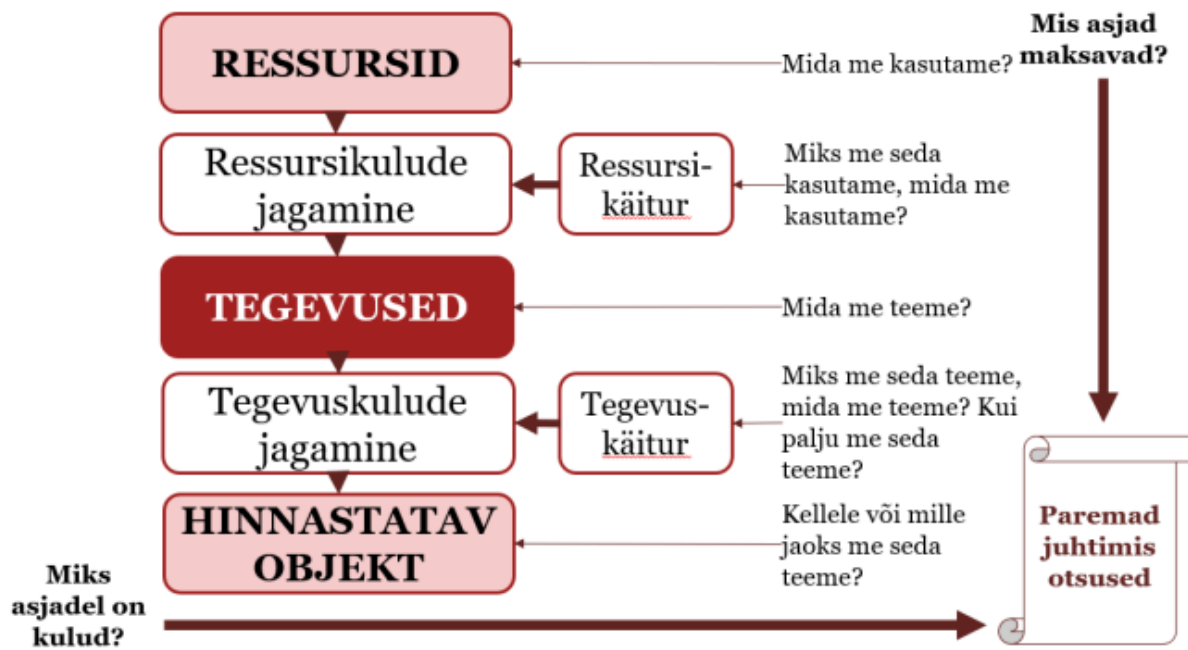 RESSURSID
Mida me kasutame?
Mis asjad
maksavad?
Ressursikulude
jagamine
Ressursi-
käitur
Miks me seda
kasutame, mida me
kasutame?
TEGEVUSED
Mida me teeme?
Tegevuskulude
jagamine
Tegevus-
käitur
Miks me seda teeme,
mida me teeme? Kui
palju me seda
teeme?
HINNASTATAV
OBJEKT
Kellele või mille
jaoks me seda
teeme?
Paremad
juhtimis
otsused
Miks
asjadel on
kulud?